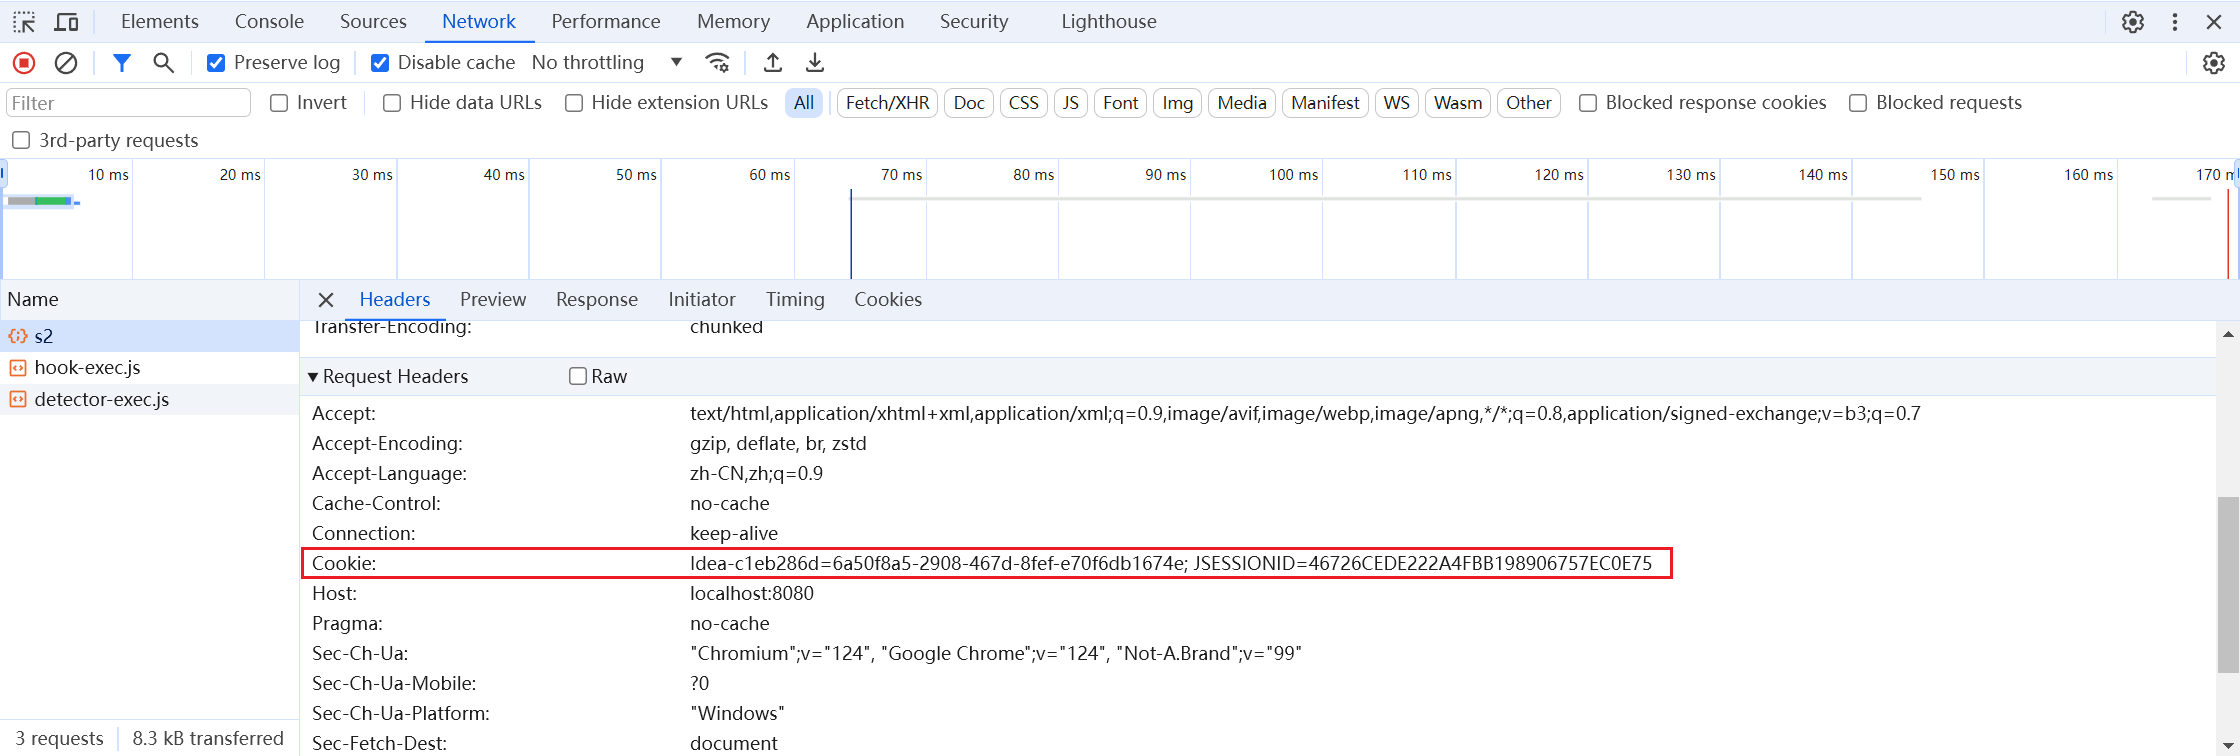 Elements Console Sources Network Performance Memory Application Security Lighthouse
Preserve log Disable cache No throttling
Filter Invert Hide data URLs Hide extension URLs All Fetch/XHR Doc CSS JS Font Img Media Manifest WS Wasm Other Blocked response cookies Blocked requests
3rd-party requests
10 ms 20 ms 30 ms 40 ms 50 ms 60 ms 70 ms 80 ms 90 ms 100 ms 110 ms 120 ms 130 ms 140 ms 150 ms 160 ms 170 m
Name Headers Preview Response Initiator Timing Cookies
s2
hook-exec.js
detector-exec.js
Transfer-Encoding: chunked
Request Headers Raw
Accept: text/html,application/xhtml+xml,application/xml;q=0.9,image/avif,image/webp,image/apng,*/*;q=0.8,application/signed-exchange;v=b3;q=0.7
Accept-Encoding: gzip, deflate, br, zstd
Accept-Language: zh-CN,zh;q=0.9
Cache-Control: no-cache
Connection: keep-alive
Cookie: Idea-c1eb286d=6a50f8a5-2908-467d-8fef-e70f6db1674e; JSESSIONID=46726CEDE222A4FBB198906757EC0E75
Host: localhost:8080
Pragma: no-cache
Sec-Ch-Ua: "Chromium";v="124", "Google Chrome";v="124", "Not-A.Brand";v="99"
Sec-Ch-Ua-Mobile: ?0
Sec-Ch-Ua-Platform: "Windows"
Sec-Fetch-Dest: document
3 requests 8.3 kB transferred